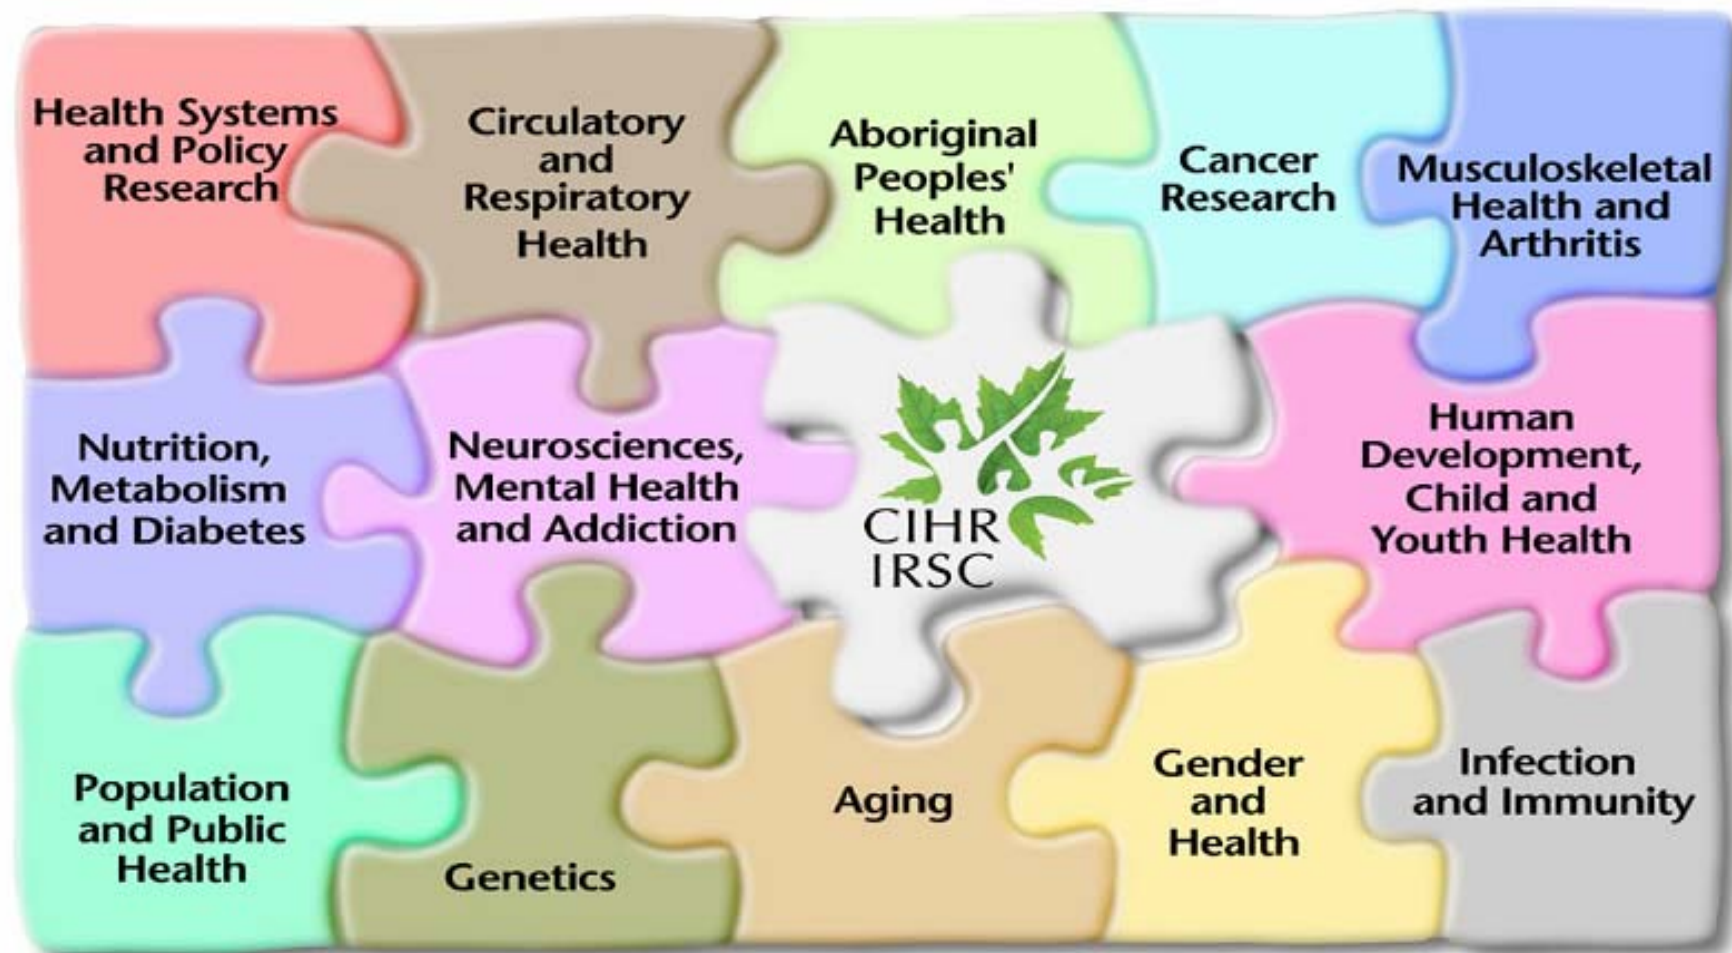 Health Systems
and Policy
Research
Circulatory
and
Respiratory
Health
Aboriginal
Peoples'
Health
Cancer
Research
Musculoskeletal
Health and
Arthritis
Nutrition,
Metabolism
and Diabetes
Neurosciences,
Mental Health
and Addiction
CIHR
IRSC
Human
Development,
Child and
Youth Health
Population
and Public
Health
Genetics
Aging
Gender
and
Health
Infection
and Immunity